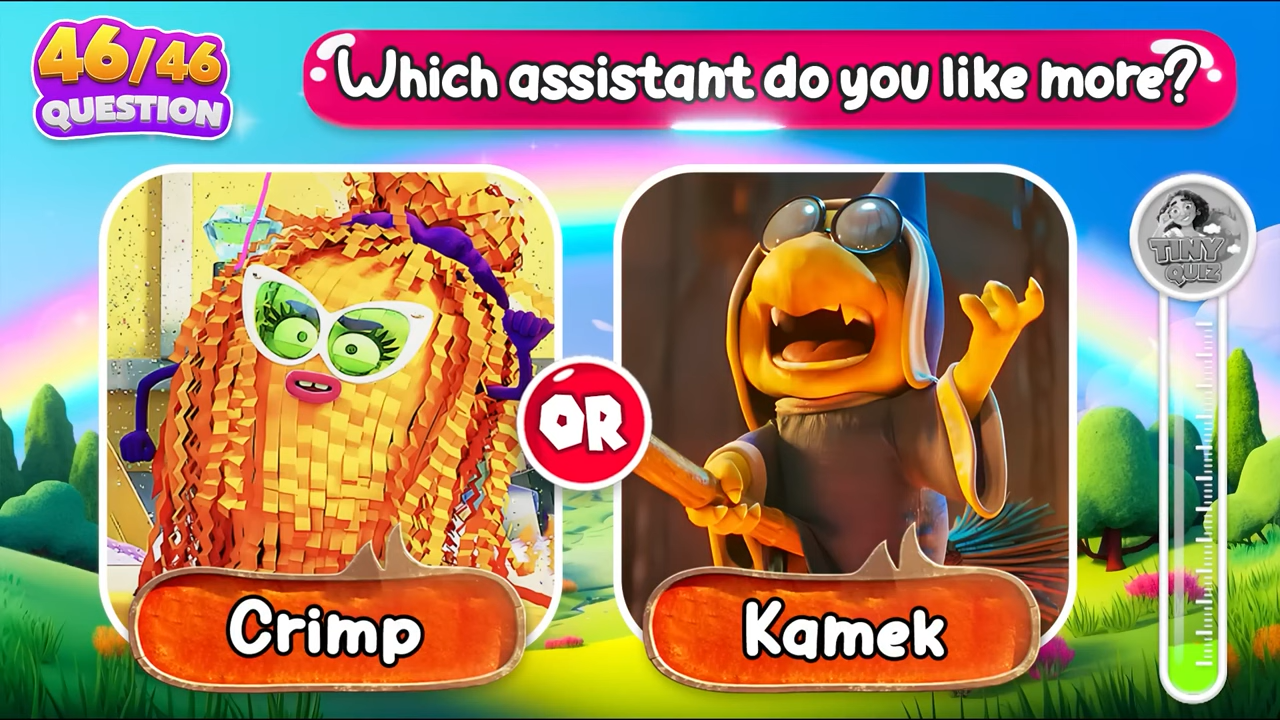 46/46
QUESTION
Which assistant do you like more?
TINY
QUIZ
OR
Crimp
Kamek